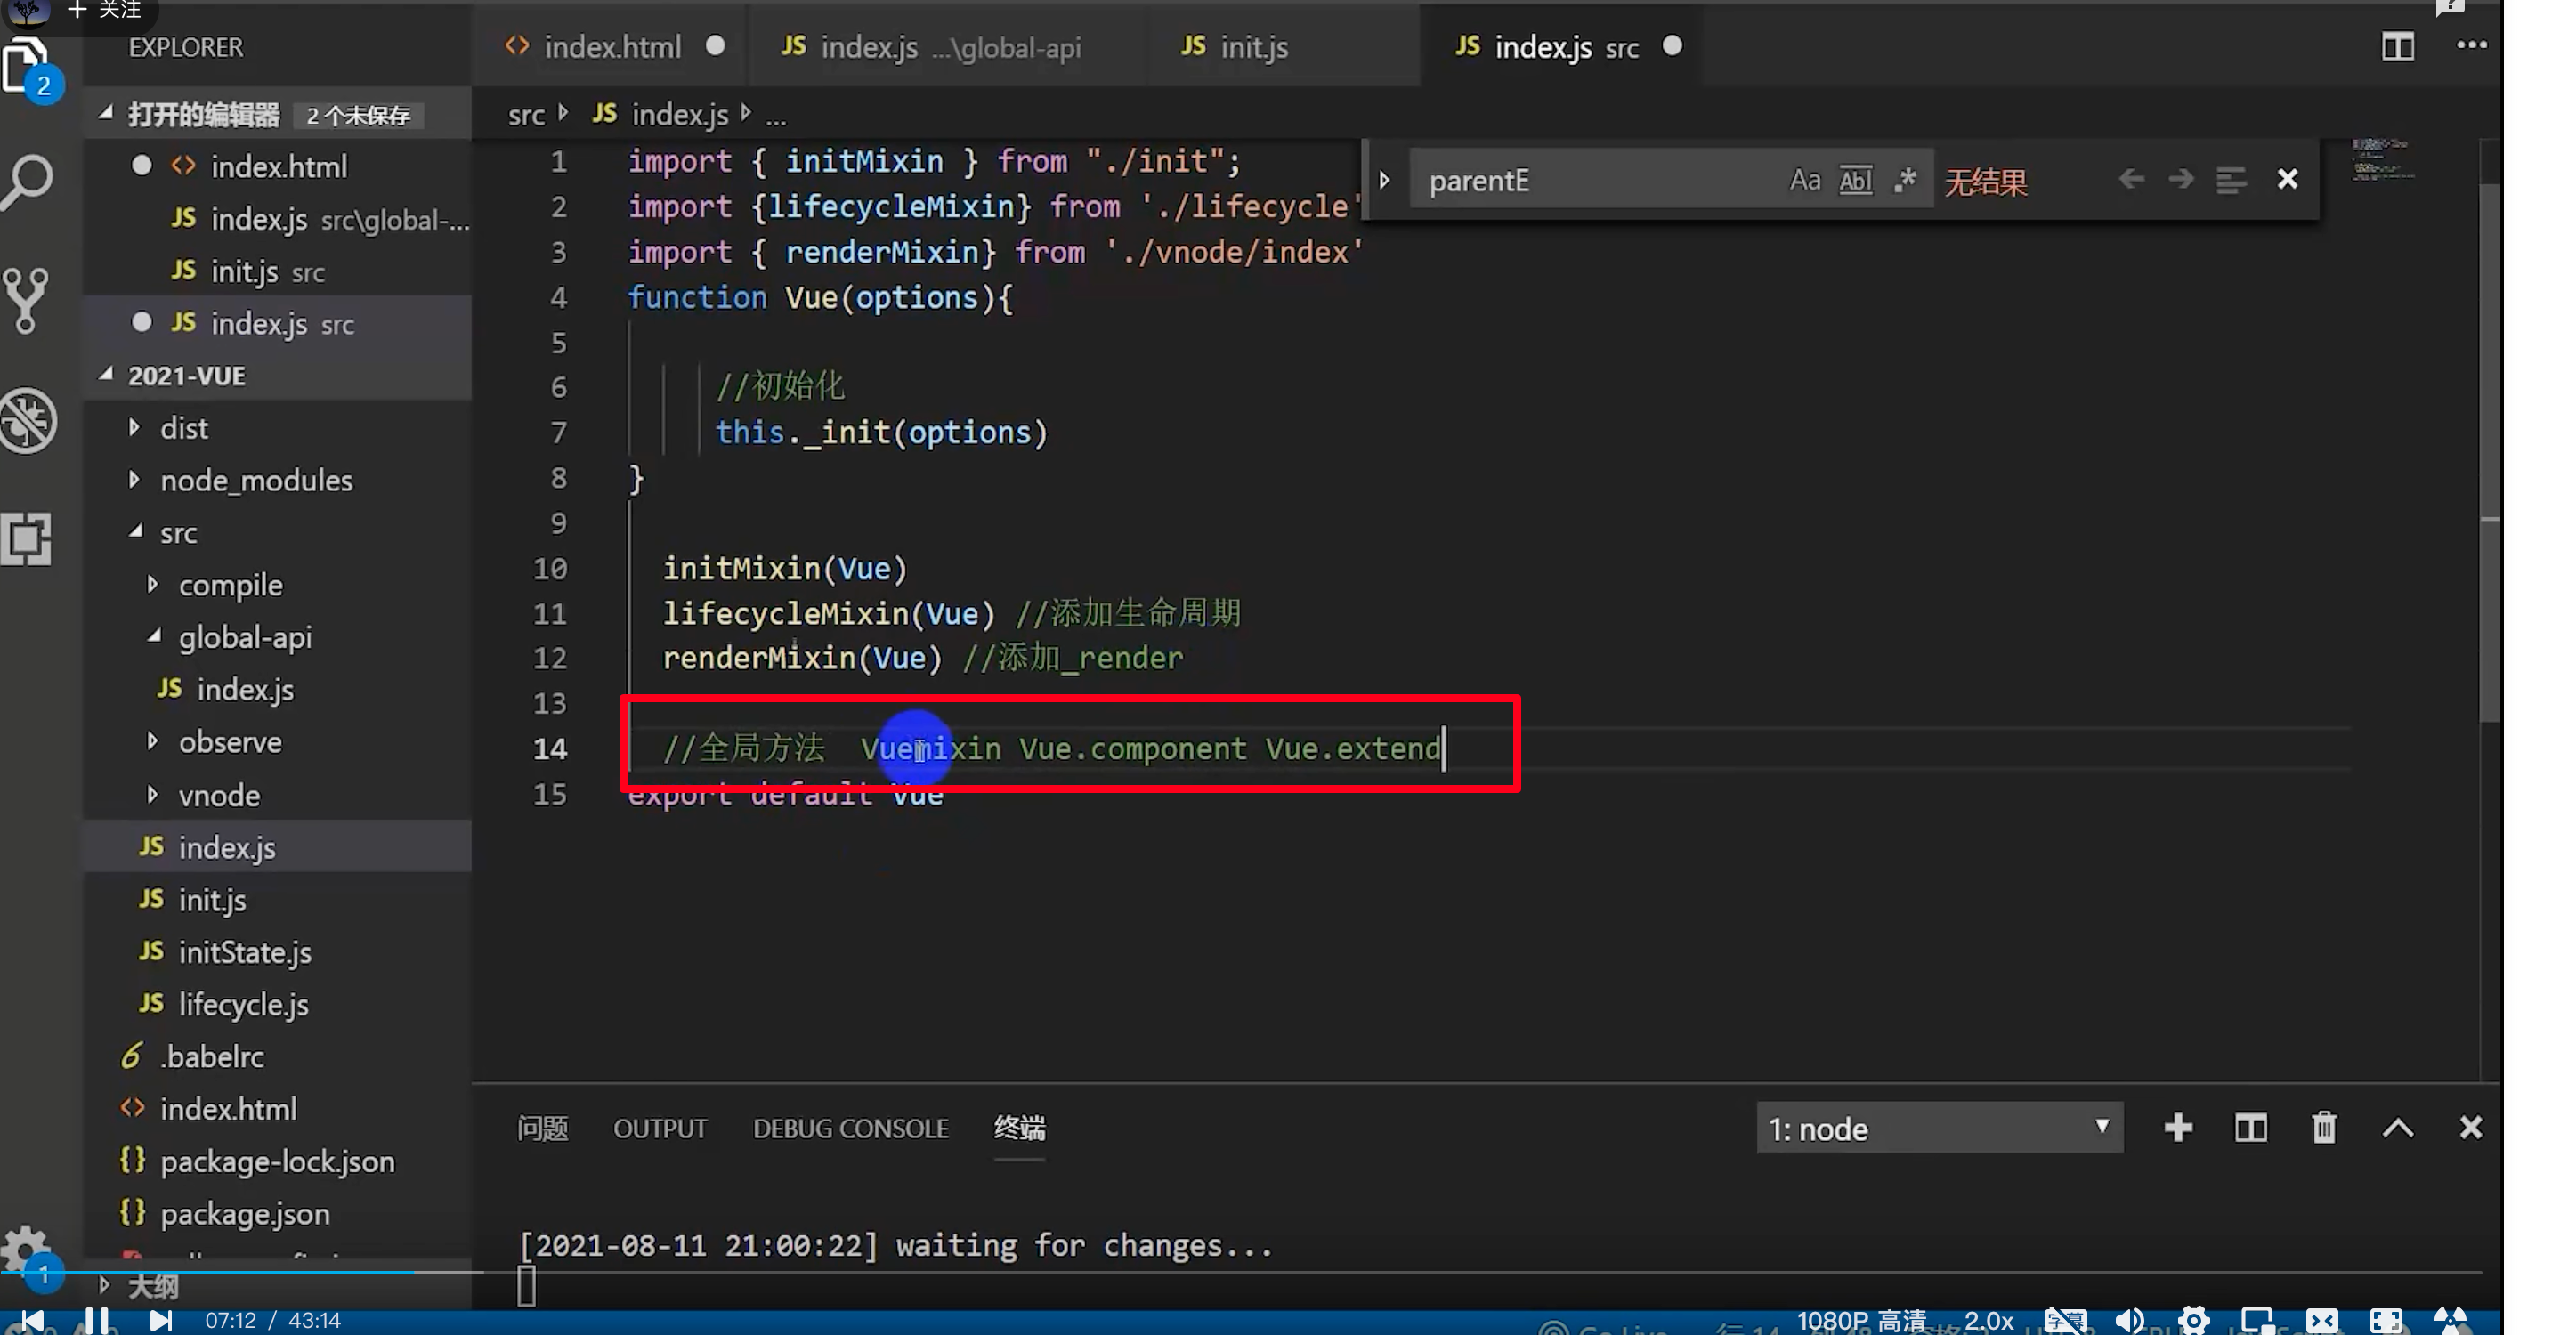 + 关注
EXPLORER
2
打开的编辑器 2 个未保存
index.html
JS index.js src\global-...
JS init.js src
JS index.js src
2021-VUE
dist
node_modules
src
compile
global-api
JS index.js
observe
vnode
JS index.js
JS init.js
JS initState.js
JS lifecycle.js
.babelrc
index.html
{} package-lock.json
{} package.json
1
大纲
index.html
JS index.js ...\global-api
JS init.js
JS index.js src
src JS index.js ...
parentE
Aa Abl .* 无结果
1 import { initMixin } from "./init";
2 import {lifecycleMixin} from './lifecycle'
3 import { renderMixin} from './vnode/index'
4 function Vue(options){
5
6 //初始化
7 this._init(options)
8 }
9
10 initMixin(Vue)
11 lifecycleMixin(Vue) //添加生命周期
12 renderMixin(Vue) //添加_render
13
14 //全局方法 Vuemixin Vue.component Vue.extend
15 export default Vue
问题 OUTPUT DEBUG CONSOLE 终端
1: node
[2021-08-11 21:00:22] waiting for changes...
07:12 / 43:14
1080P 高清 2.0x 字幕